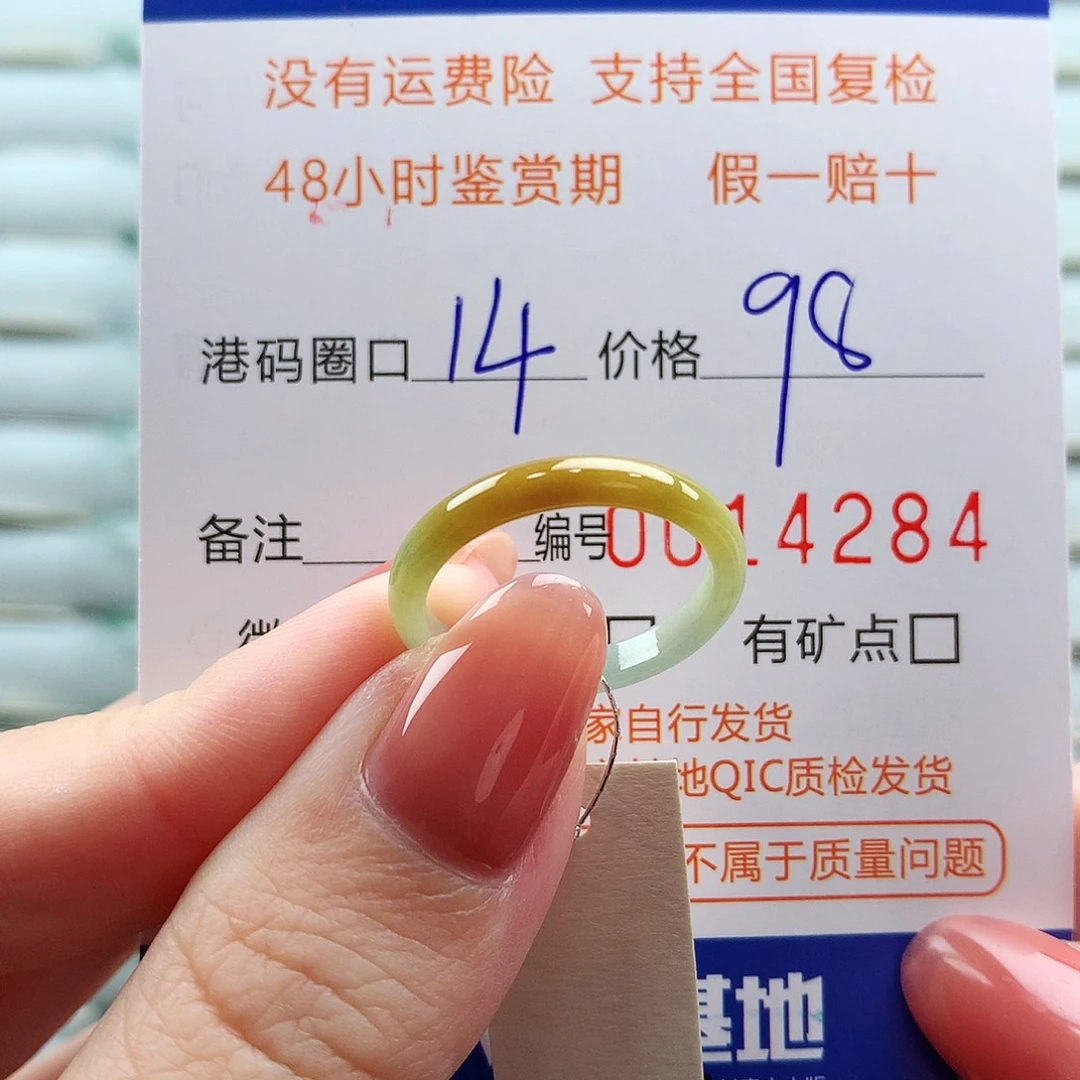 没有运费险 支持全国复检
48小时鉴赏期 假一赔十
港码圈口 14 价格 98
备注 编号 14284
有矿点□
家自行发货
地QIC质检发货
不属于质量问题
基地